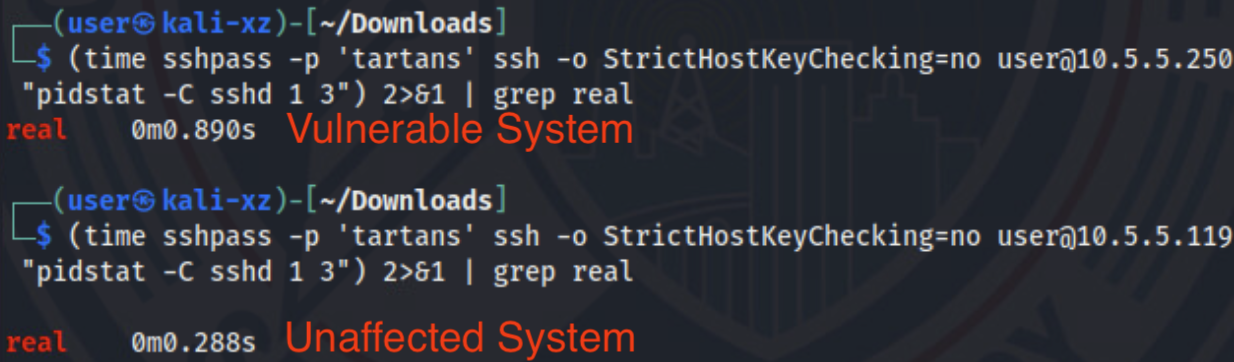 ┌──(user㉿kali-xz)-[~/Downloads]
└─$ (time sshpass -p 'tartans' ssh -o StrictHostKeyChecking=no user@10.5.5.250
"pidstat -C sshd 1 3") 2>&1 | grep real
real 0m0.890s Vulnerable System
┌──(user㉿kali-xz)-[~/Downloads]
└─$ (time sshpass -p 'tartans' ssh -o StrictHostKeyChecking=no user@10.5.5.119
"pidstat -C sshd 1 3") 2>&1 | grep real
real 0m0.288s Unaffected System